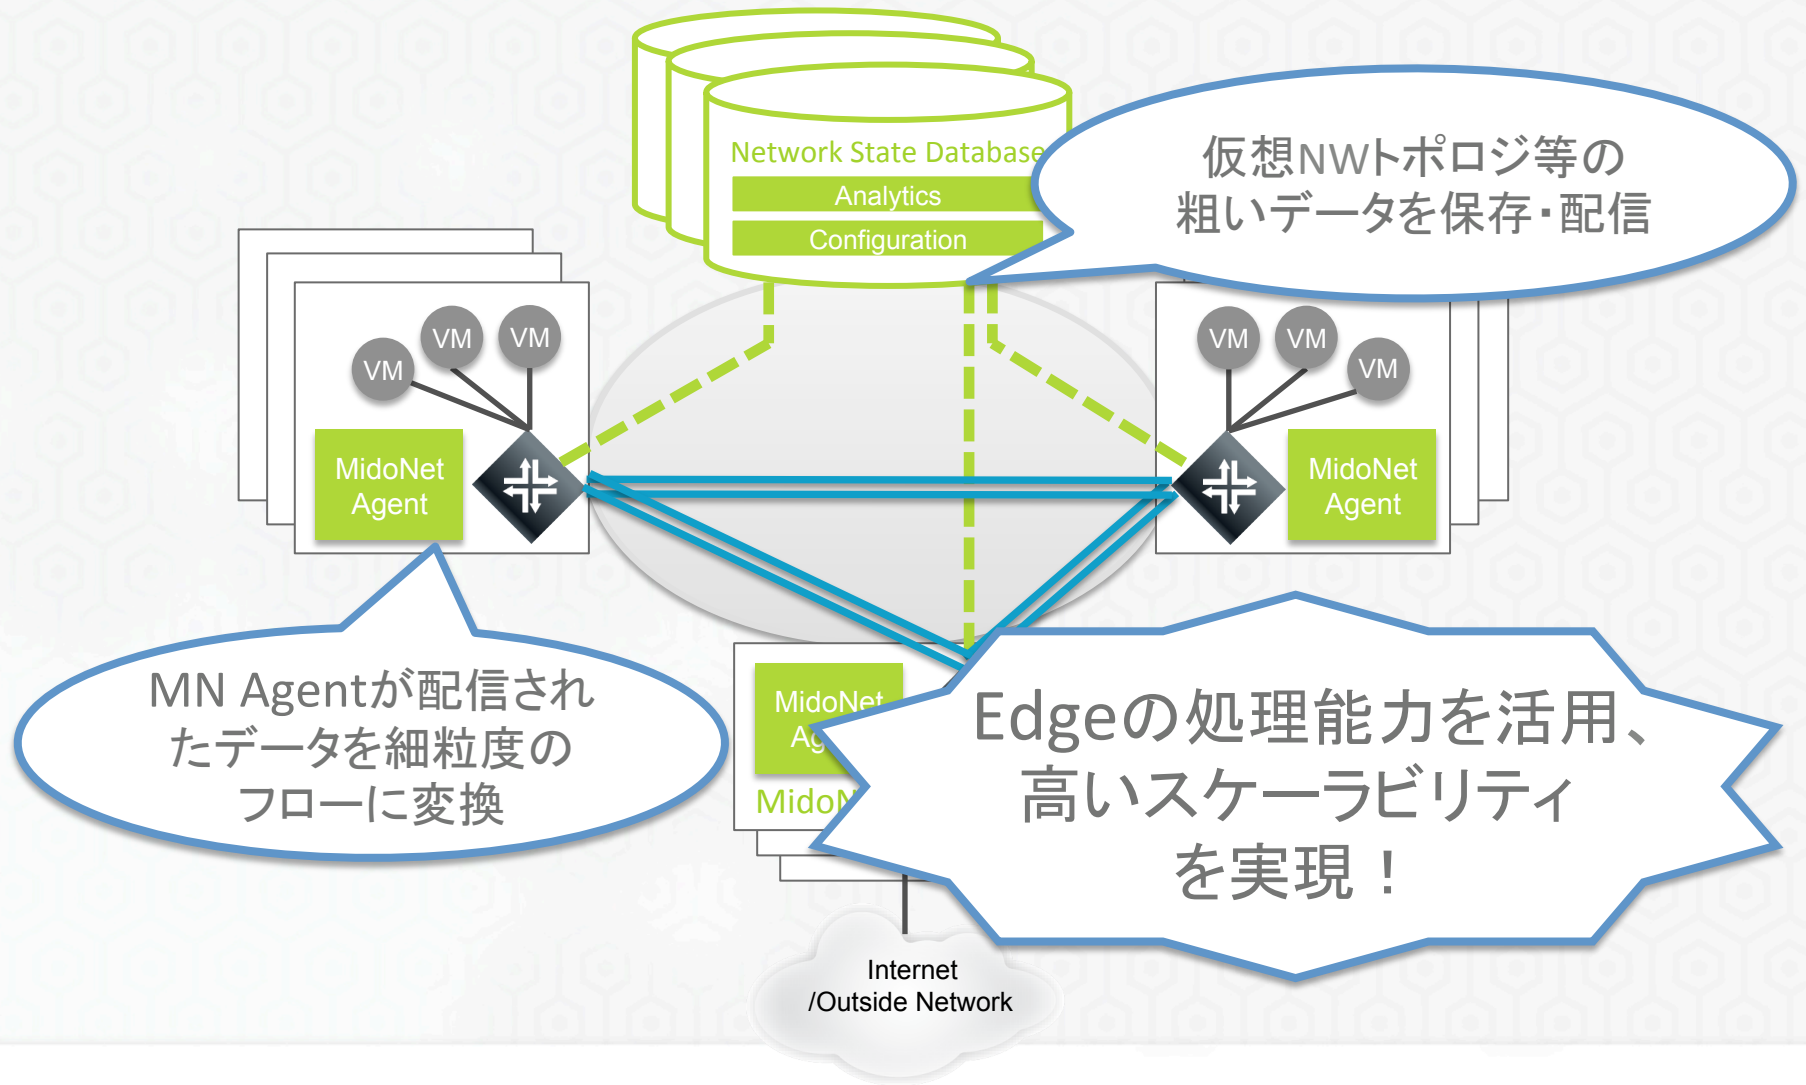 Network State Database
Analytics
Configuration
仮想NWトポロジ等の
粗いデータを保存・配信
VM
VM
VM
MidoNet
Agent
VM
VM
VM
MidoNet
Agent
MN Agentが配信され
たデータを細粒度の
フローに変換
MidoNet
Edgeの処理能力を活用、
高いスケーラビリティ
を実現！
Internet
/Outside Network